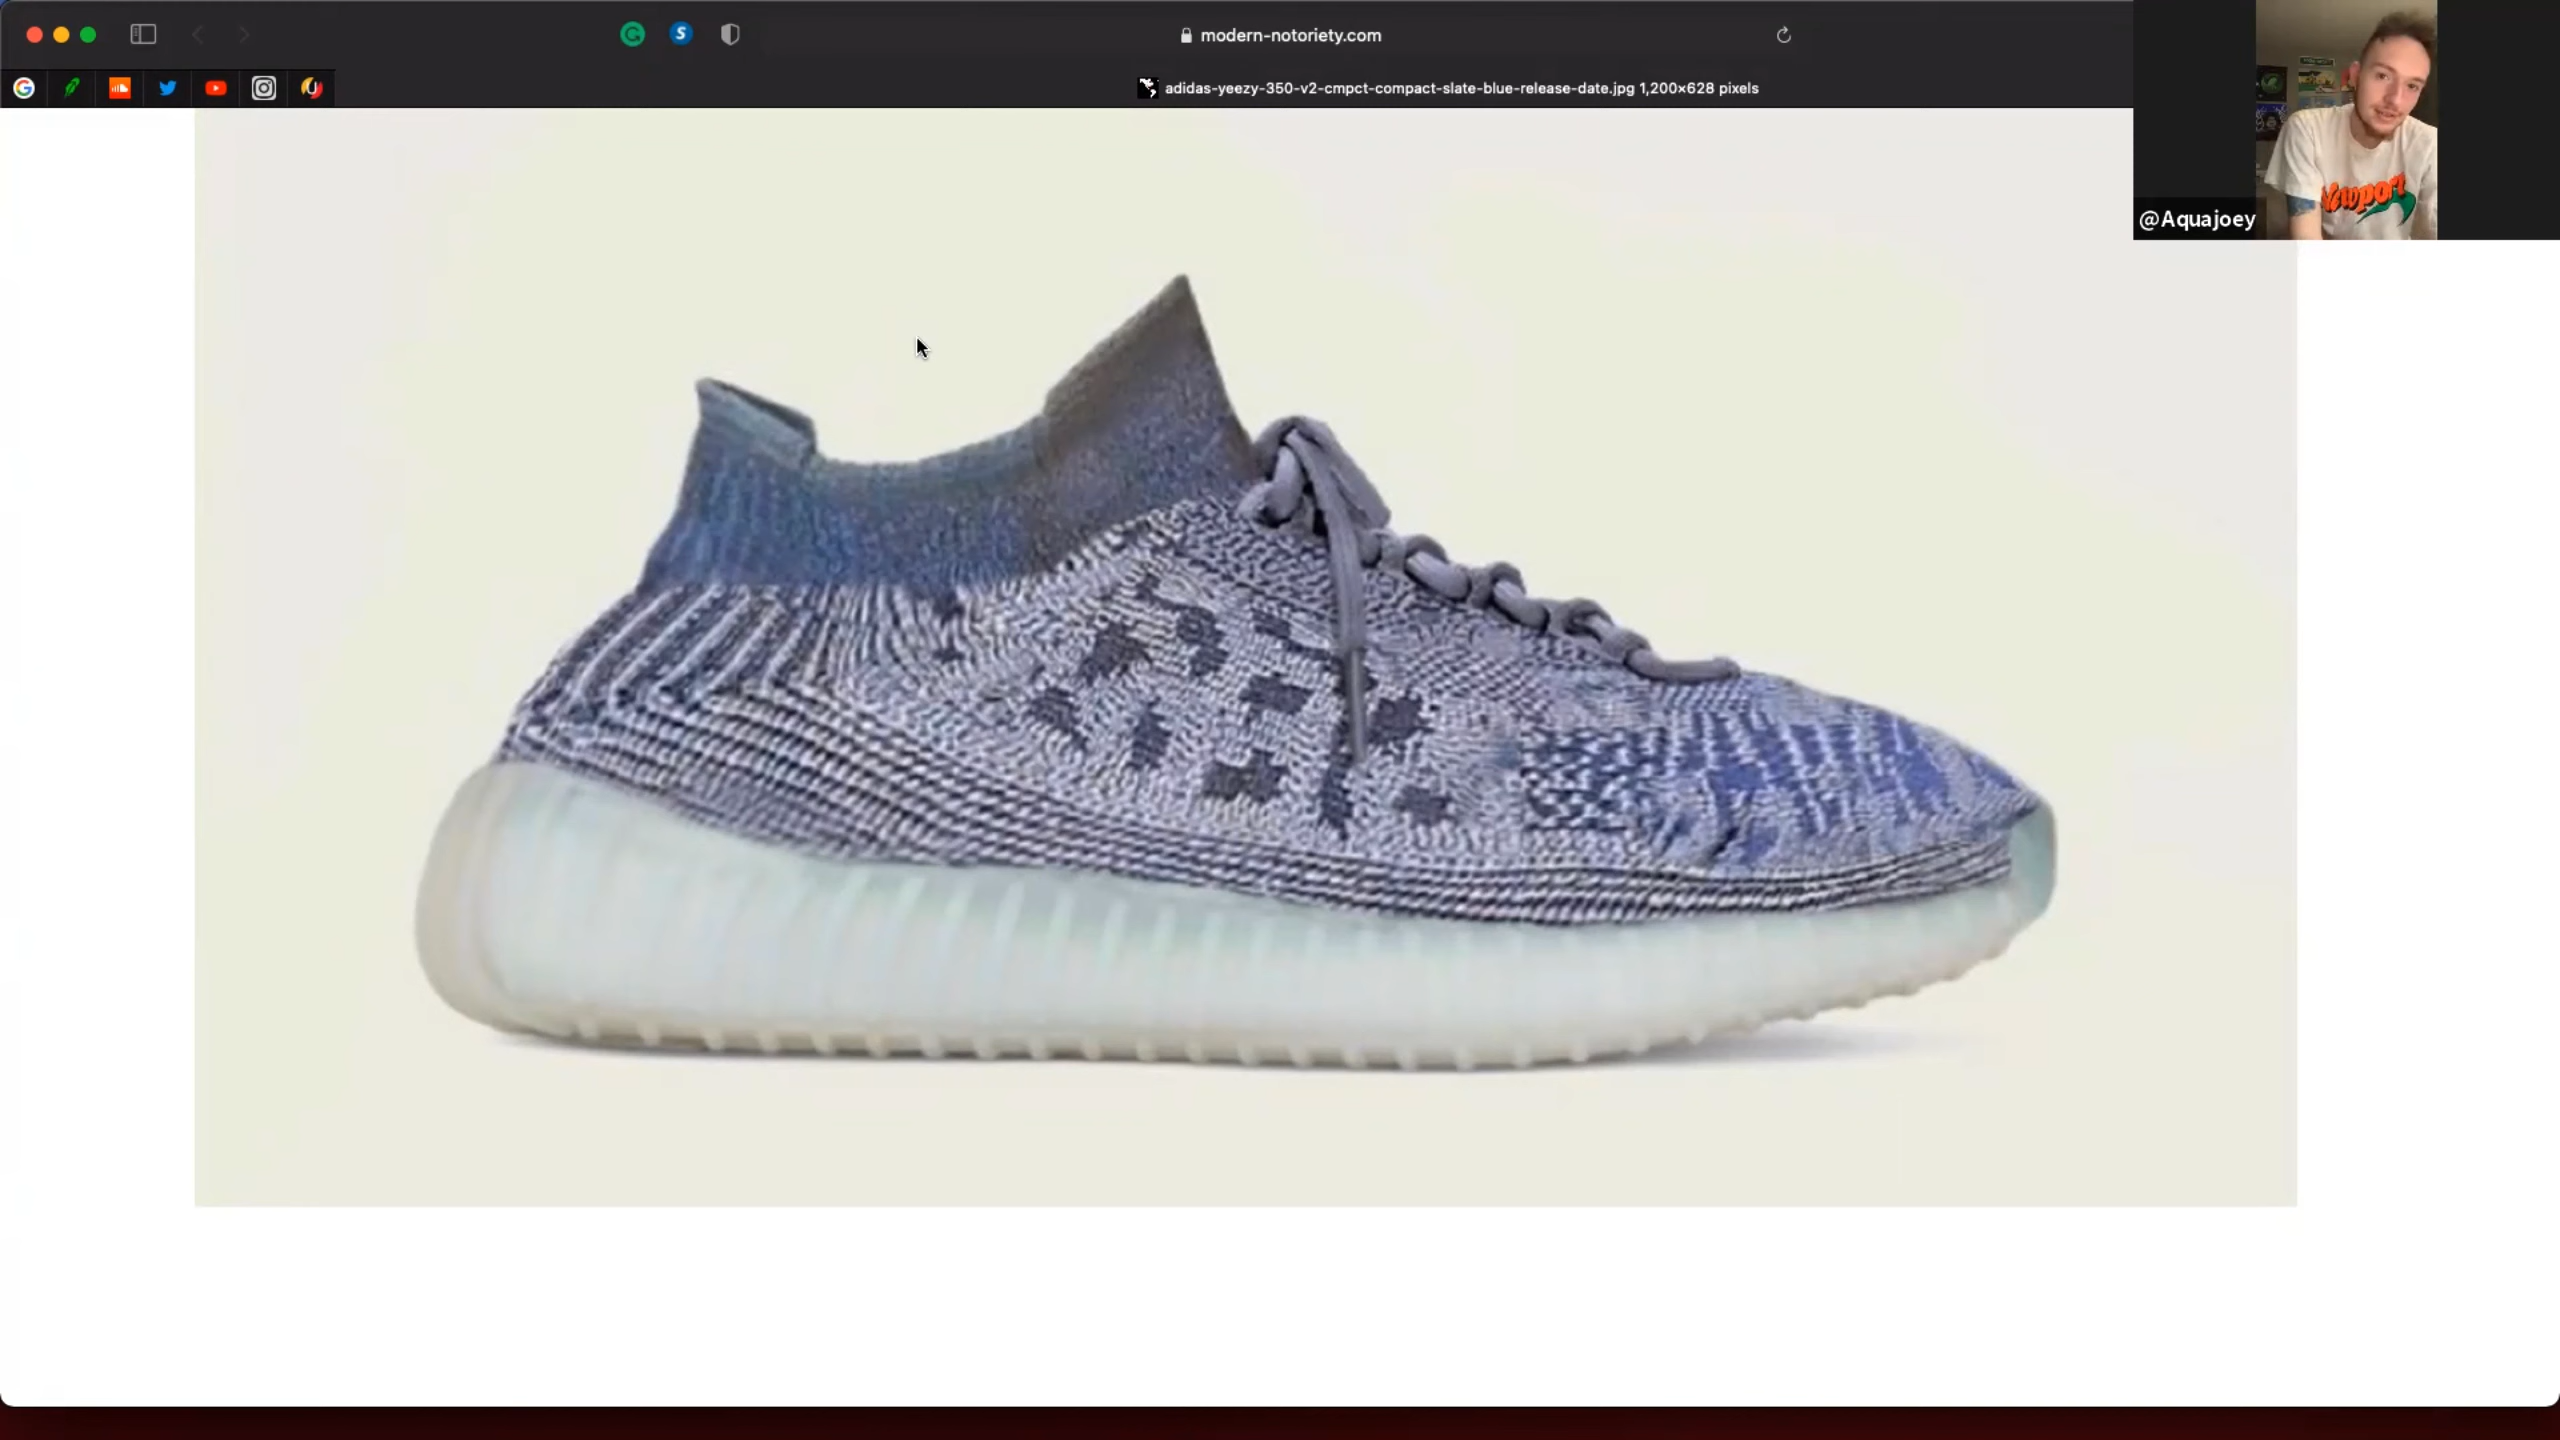 modern-notoriety.com
adidas-yeezy-350-v2-cmpct-compact-slate-blue-release-date.jpg 1,200×628 pixels
@Aquajoey
Newport